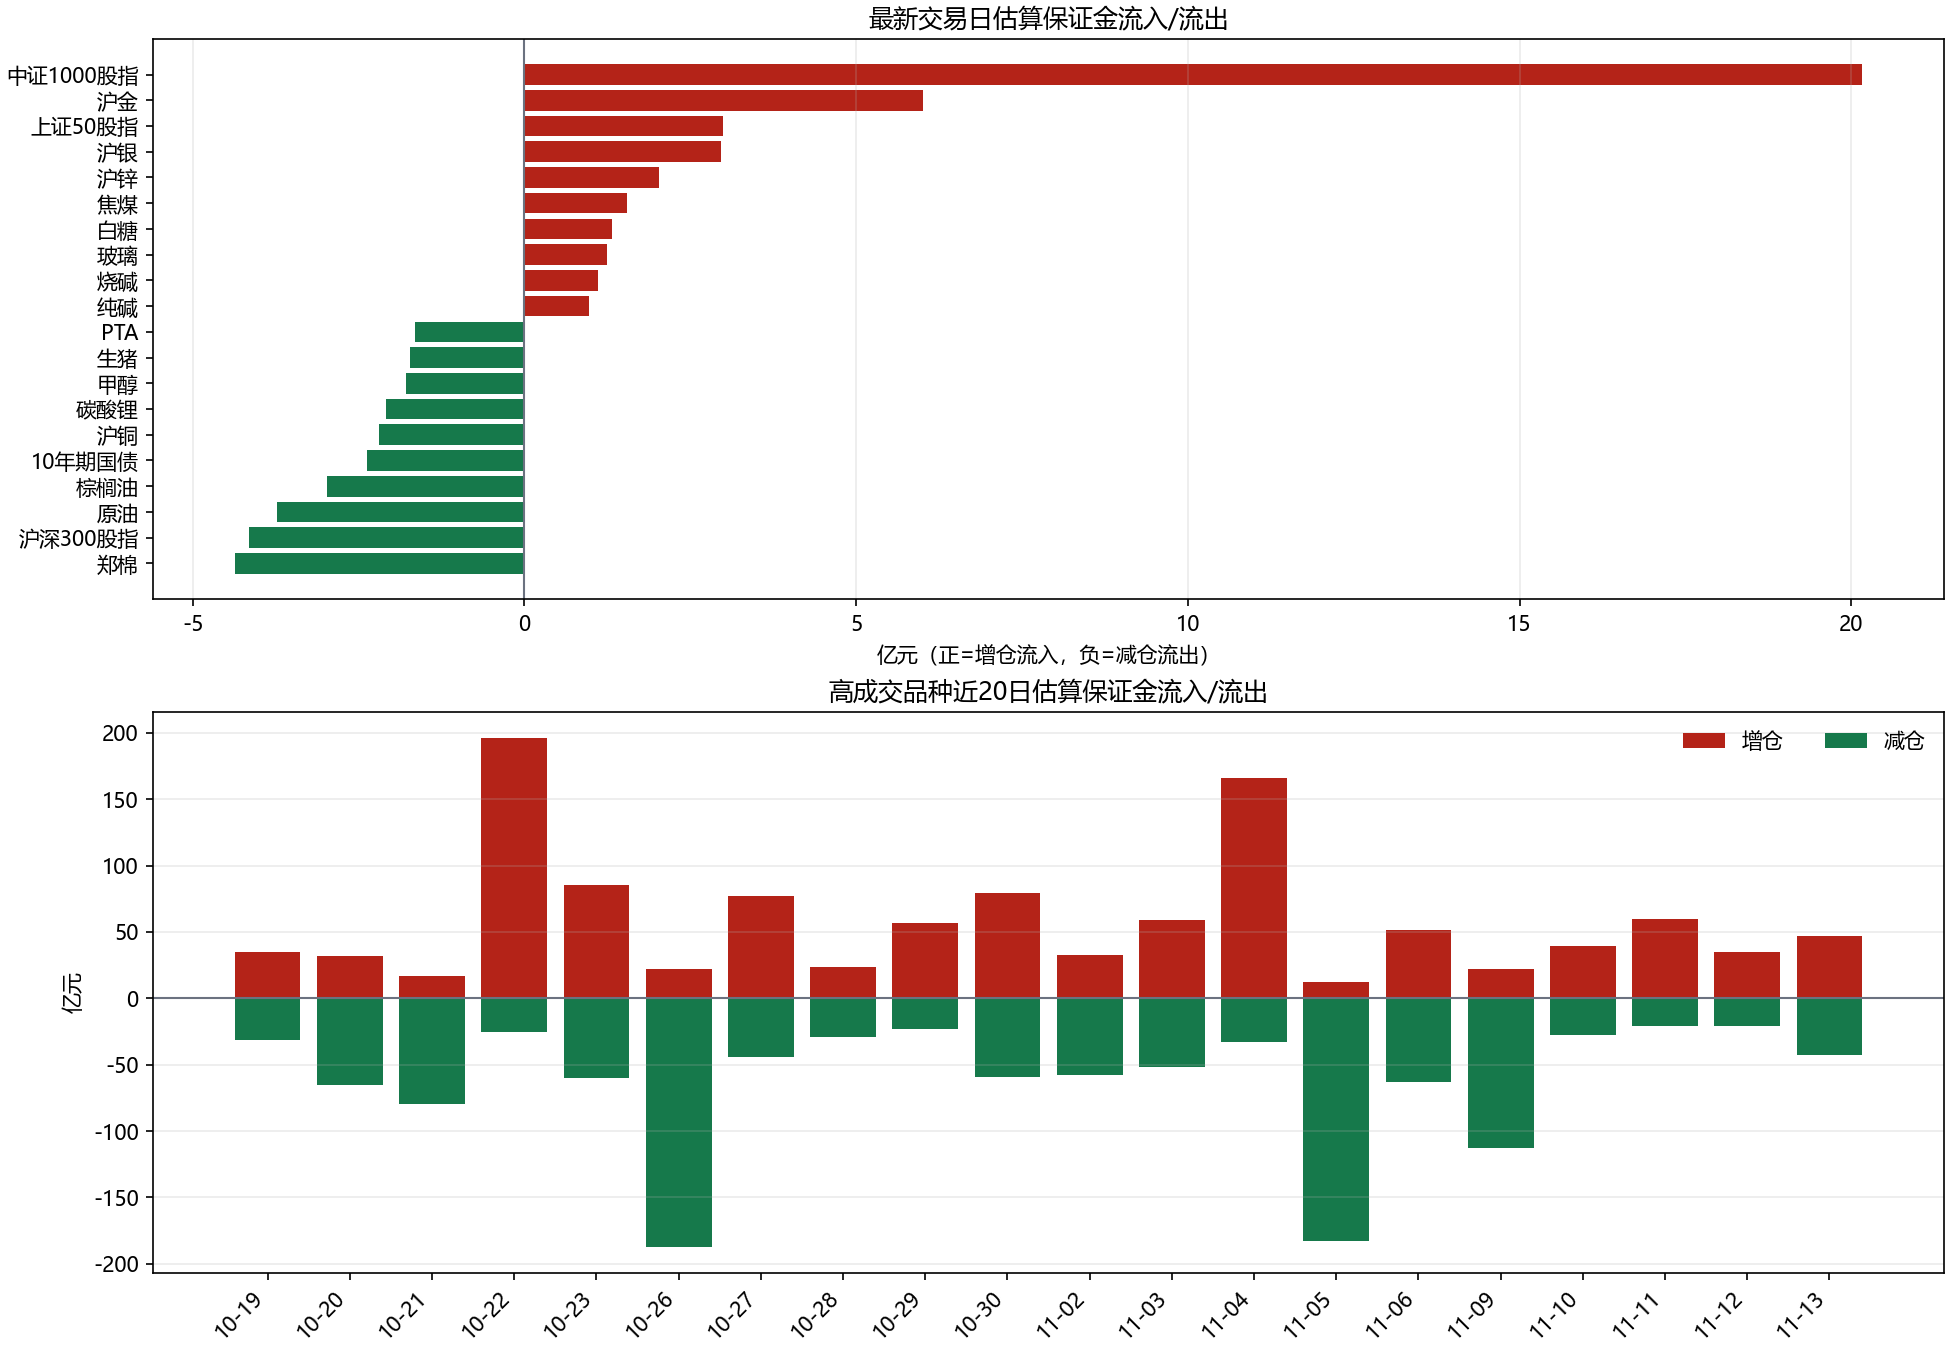 最新交易日估算保证金流入/流出
中证1000股指
沪金
上证50股指
沪银
沪锌
焦煤
白糖
玻璃
烧碱
纯碱
PTA
生猪
甲醇
碳酸锂
沪铜
10年期国债
棕榈油
原油
沪深300股指
郑棉
-5 0 5 10 15 20
亿元（正=增仓流入，负=减仓流出）
高成交品种近20日估算保证金流入/流出
增仓 减仓
200
150
100
50
0
-50
-100
-150
-200
亿元
10-19 10-20 10-21 10-22 10-23 10-26 10-27 10-28 10-29 10-30 11-02 11-03 11-04 11-05 11-06 11-09 11-10 11-11 11-12 11-13